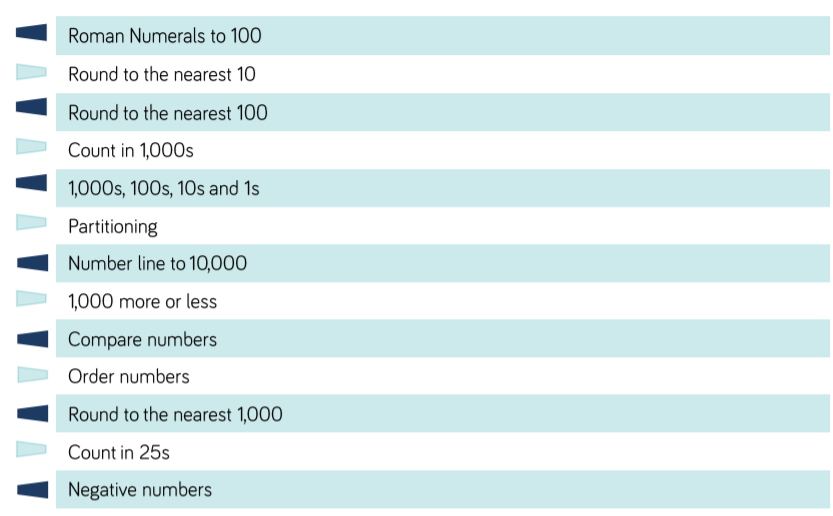 Roman Numerals to 100
Round to the nearest 10
Round to the nearest 100
Count in 1,000s
1,000s, 100s, 10s and 1s
Partitioning
Number line to 10,000
1,000 more or less
Compare numbers
Order numbers
Round to the nearest 1,000
Count in 25s
Negative numbers